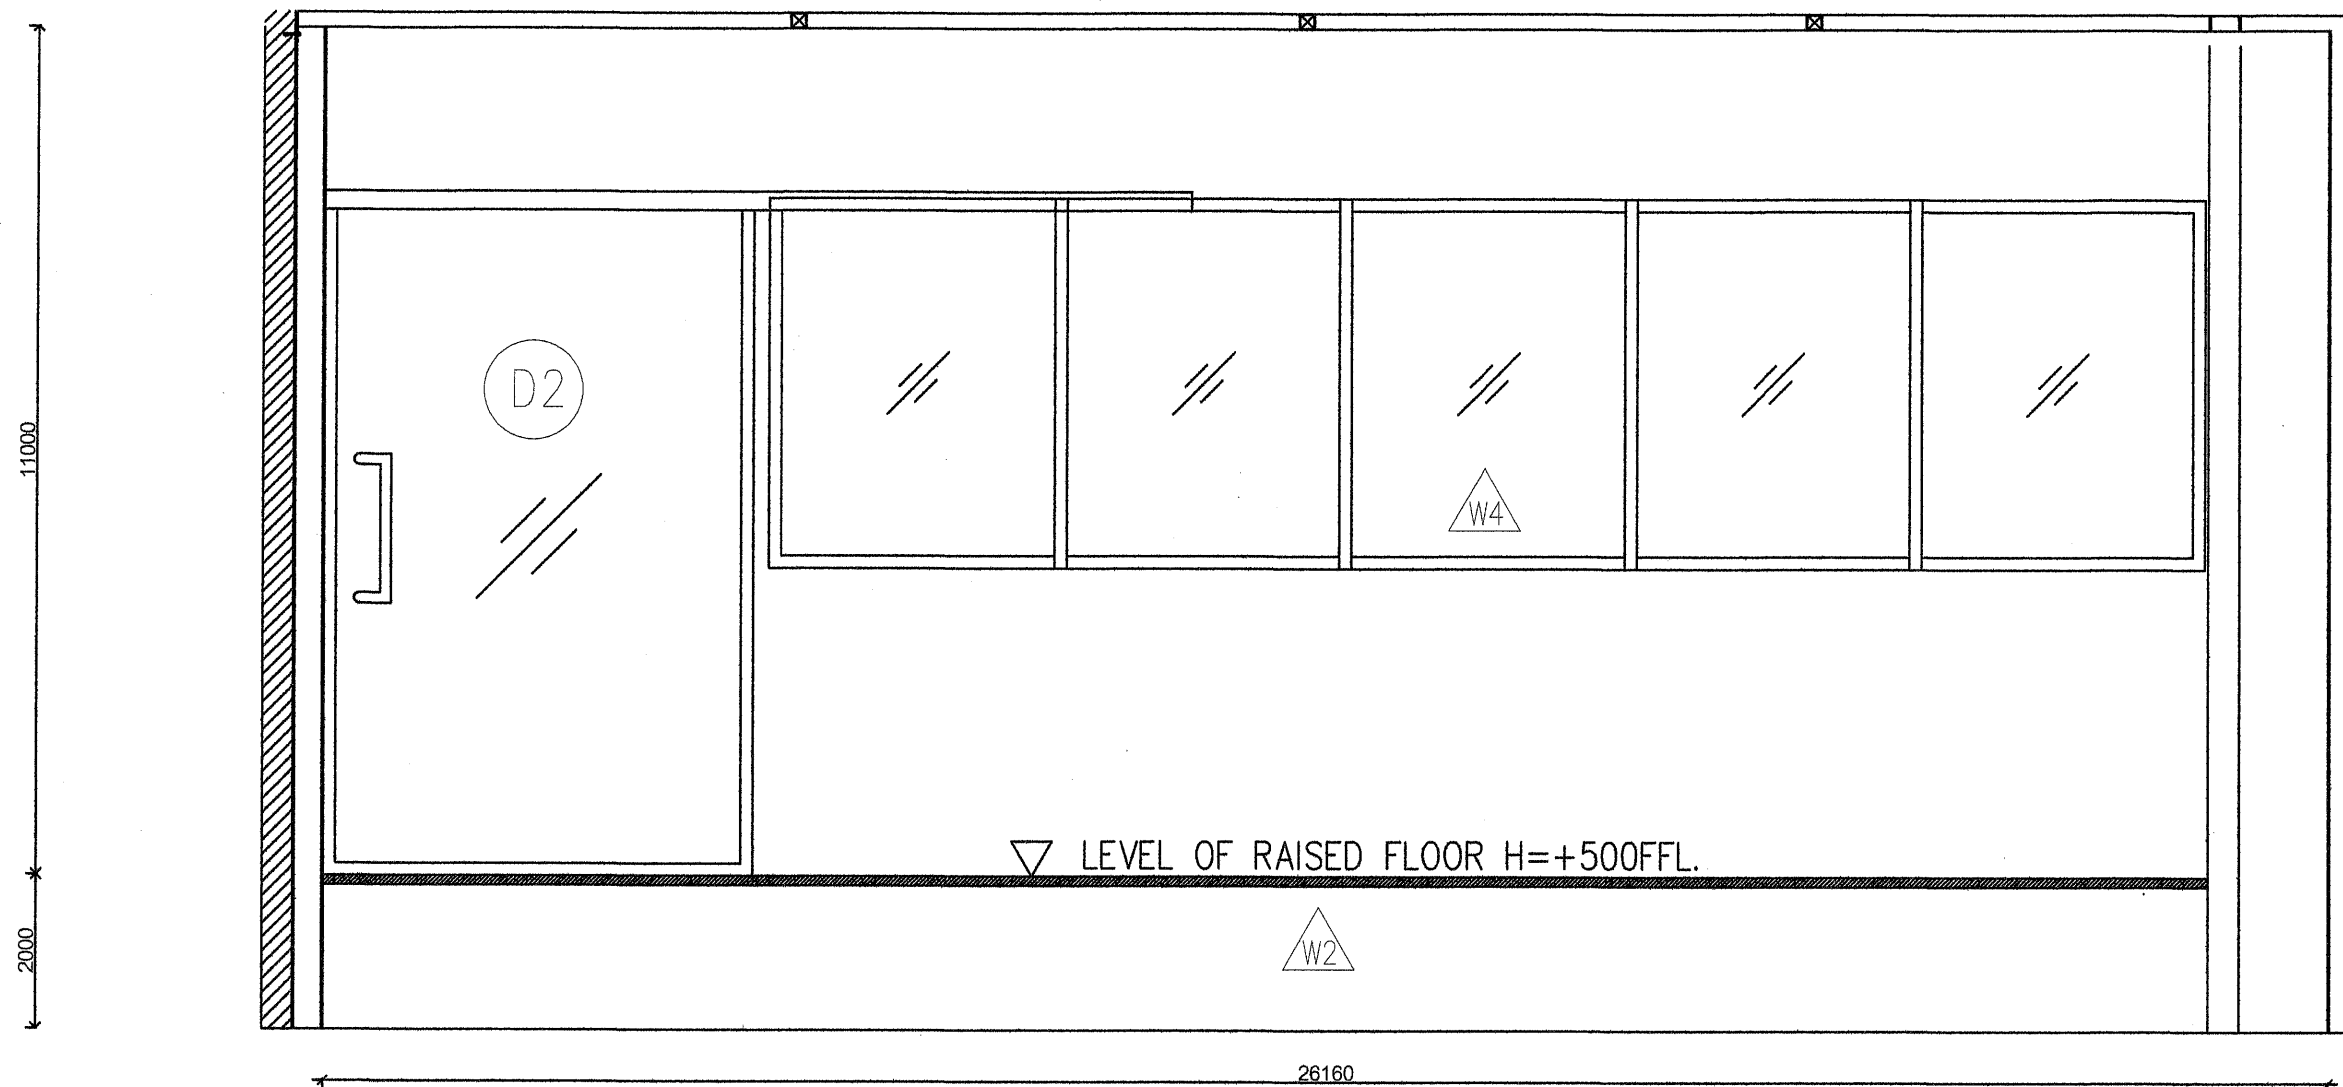 D2
11000
W4
LEVEL OF RAISED FLOOR H=+500FFL.
2000
W2
26160